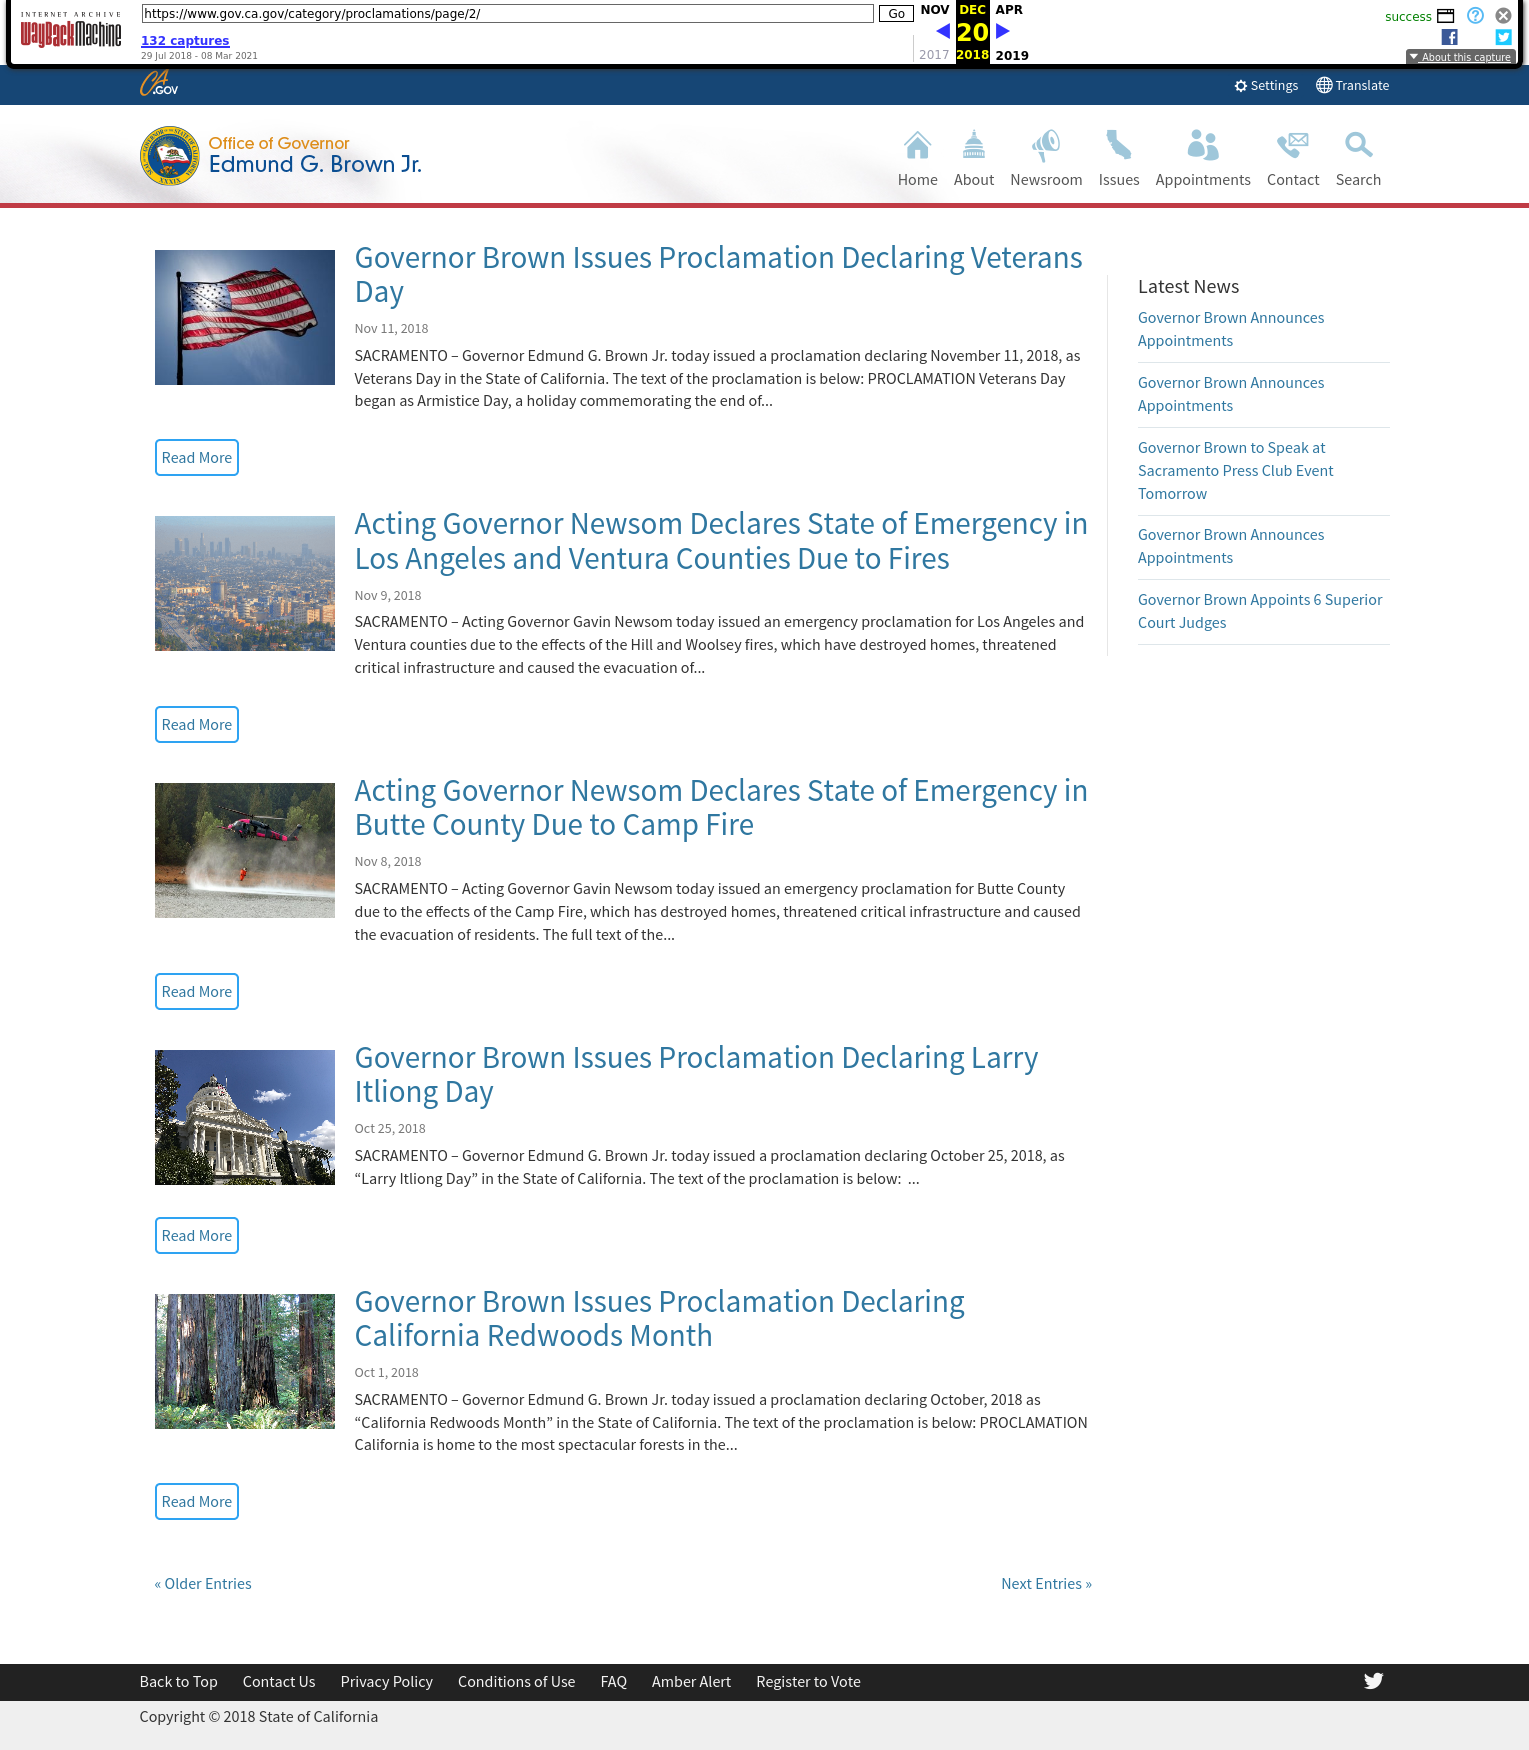 INTERNET ARCHIVE
WayBackMachine
https://www.gov.ca.gov/category/proclamations/page/2/
Go
NOV DEC APR
20
2017 2018 2019
132 captures
29 Jul 2018 - 08 Mar 2021
success
About this capture
CA.GOV
Settings
Translate
Office of Governor
Edmund G. Brown Jr.
Home
About
Newsroom
Issues
Appointments
Contact
Search
Governor Brown Issues Proclamation Declaring Veterans
Day
Nov 11, 2018
SACRAMENTO – Governor Edmund G. Brown Jr. today issued a proclamation declaring November 11, 2018, as
Veterans Day in the State of California. The text of the proclamation is below: PROCLAMATION Veterans Day
began as Armistice Day, a holiday commemorating the end of...
Read More
Acting Governor Newsom Declares State of Emergency in
Los Angeles and Ventura Counties Due to Fires
Nov 9, 2018
SACRAMENTO – Acting Governor Gavin Newsom today issued an emergency proclamation for Los Angeles and
Ventura counties due to the effects of the Hill and Woolsey fires, which have destroyed homes, threatened
critical infrastructure and caused the evacuation of...
Read More
Acting Governor Newsom Declares State of Emergency in
Butte County Due to Camp Fire
Nov 8, 2018
SACRAMENTO – Acting Governor Gavin Newsom today issued an emergency proclamation for Butte County
due to the effects of the Camp Fire, which has destroyed homes, threatened critical infrastructure and caused
the evacuation of residents. The full text of the...
Read More
Governor Brown Issues Proclamation Declaring Larry
Itliong Day
Oct 25, 2018
SACRAMENTO – Governor Edmund G. Brown Jr. today issued a proclamation declaring October 25, 2018, as
“Larry Itliong Day” in the State of California. The text of the proclamation is below:  ...
Read More
Governor Brown Issues Proclamation Declaring
California Redwoods Month
Oct 1, 2018
SACRAMENTO – Governor Edmund G. Brown Jr. today issued a proclamation declaring October, 2018 as
“California Redwoods Month” in the State of California. The text of the proclamation is below: PROCLAMATION
California is home to the most spectacular forests in the...
Read More
« Older Entries
Next Entries »
Latest News
Governor Brown Announces
Appointments
Governor Brown Announces
Appointments
Governor Brown to Speak at
Sacramento Press Club Event
Tomorrow
Governor Brown Announces
Appointments
Governor Brown Appoints 6 Superior
Court Judges
Back to Top
Contact Us
Privacy Policy
Conditions of Use
FAQ
Amber Alert
Register to Vote
Copyright © 2018 State of California